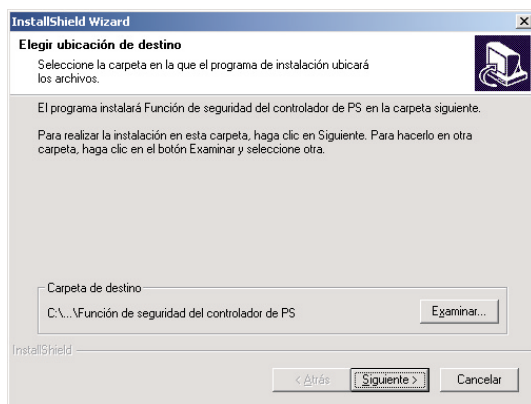 InstallShield Wizard
Elegir ubicación de destino
Seleccione la carpeta en la que el programa de instalación ubicará
los archivos.
El programa instalará Función de seguridad del controlador de PS en la carpeta siguiente.
Para realizar la instalación en esta carpeta, haga clic en Siguiente. Para hacerlo en otra
carpeta, haga clic en el botón Examinar y seleccione otra.
Carpeta de destino
C:\...\Función de seguridad del controlador de PS
Examinar...
InstallShield
< Atrás
Siguiente >
Cancelar